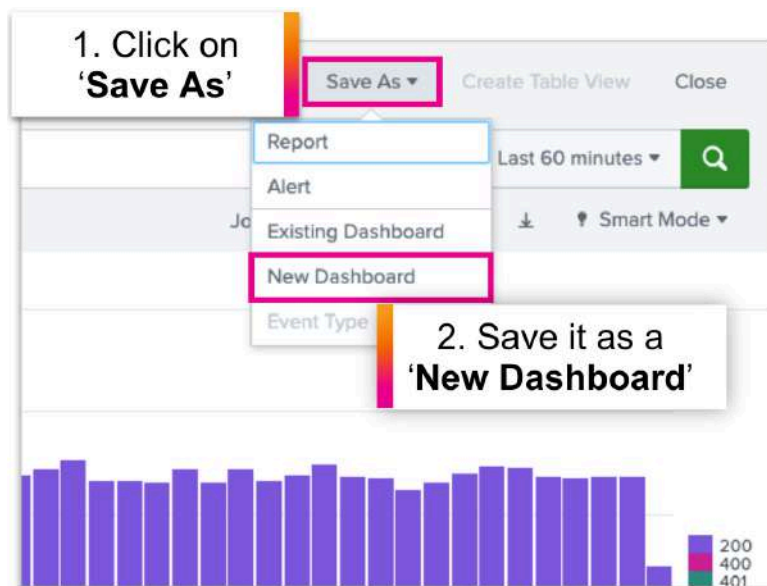 1. Click on
‘Save As’
Save As ▾
Create Table View
Close
Report
Last 60 minutes ▾
Alert
Jo
Existing Dashboard
Smart Mode ▾
New Dashboard
Event Type
2. Save it as a
‘New Dashboard’
200
400
401